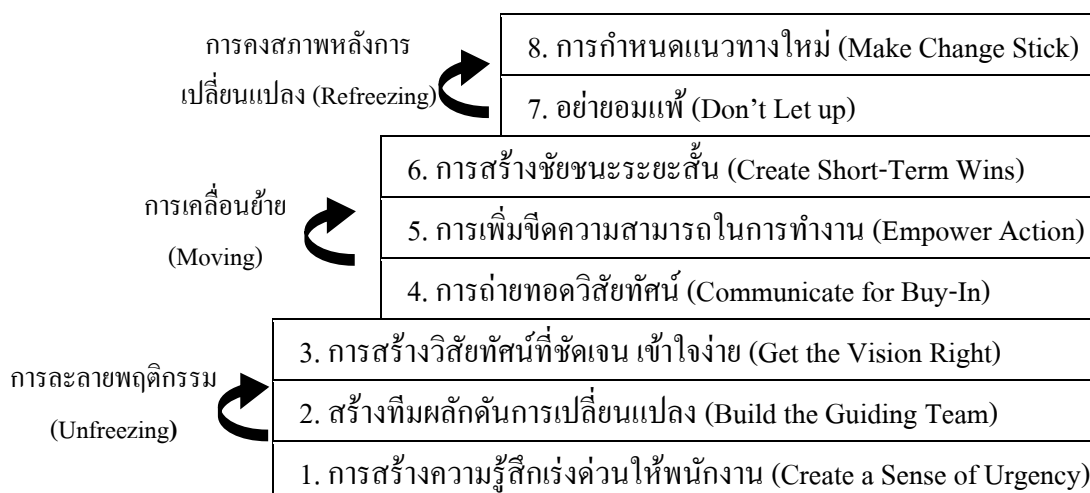 การคงสภาพหลังการ
เปลี่ยนแปลง (Refreezing)
8. การกำหนดแนวทางใหม่ (Make Change Stick)
7. อย่ายอมแพ้ (Don’t Let up)
การเคลื่อนย้าย
(Moving)
6. การสร้างชัยชนะระยะสั้น (Create Short-Term Wins)
5. การเพิ่มขีดความสามารถในการทำงาน (Empower Action)
4. การถ่ายทอดวิสัยทัศน์ (Communicate for Buy-In)
การละลายพฤติกรรม
(Unfreezing)
3. การสร้างวิสัยทัศน์ที่ชัดเจน เข้าใจง่าย (Get the Vision Right)
2. สร้างทีมผลักดันการเปลี่ยนแปลง (Build the Guiding Team)
1. การสร้างความรู้สึกเร่งด่วนให้พนักงาน (Create a Sense of Urgency)